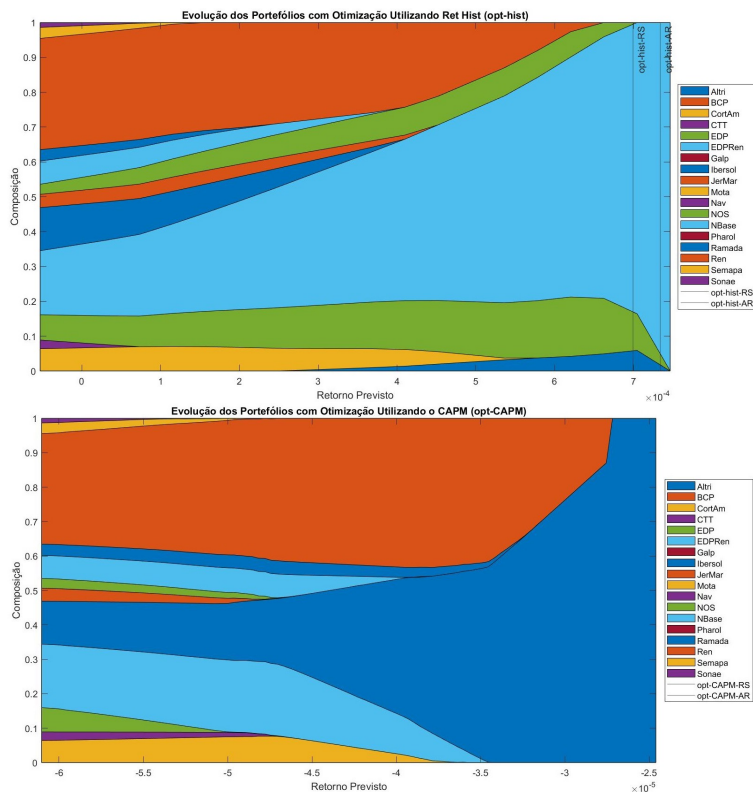 Evolução dos Portefólios com Otimização Utilizando Ret Hist (opt-hist)
1
0.9
0.8
0.7
0.6
0.5
0.4
0.3
0.2
0.1
0
Composição
opt-hist-RS
opt-hist-AR
0 1 2 3 4 5 6 7
×10⁻⁴
Retorno Previsto
Altri
BCP
CortAm
CTT
EDP
EDPRen
Galp
Ibersol
JerMar
Mota
Nav
NOS
NBase
Pharol
Ramada
Ren
Semapa
Sonae
opt-hist-RS
opt-hist-AR
Evolução dos Portefólios com Otimização Utilizando o CAPM (opt-CAPM)
1
0.9
0.8
0.7
0.6
0.5
0.4
0.3
0.2
0.1
0
Composição
-6 -5.5 -5 -4.5 -4 -3.5 -3 -2.5
×10⁻⁵
Retorno Previsto
Altri
BCP
CortAm
CTT
EDP
EDPRen
Galp
Ibersol
JerMar
Mota
Nav
NOS
NBase
Pharol
Ramada
Ren
Semapa
Sonae
opt-CAPM-RS
opt-CAPM-AR